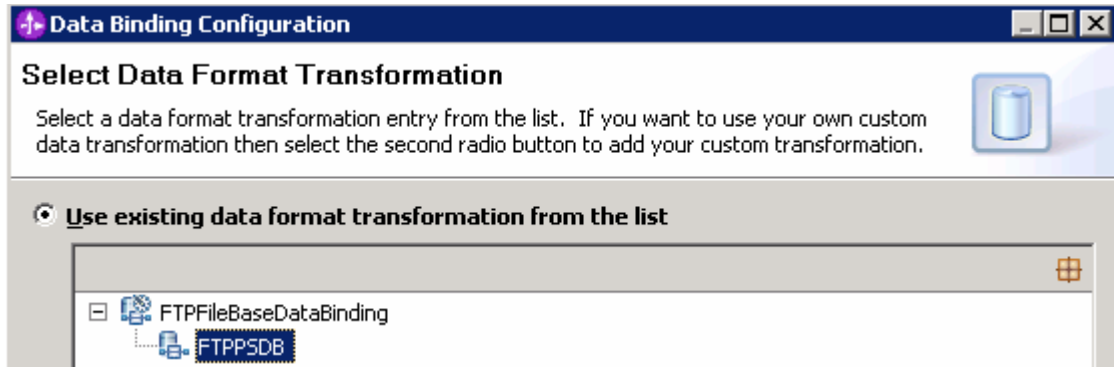 Data Binding Configuration
Select Data Format Transformation
Select a data format transformation entry from the list. If you want to use your own custom
data transformation then select the second radio button to add your custom transformation.
Use existing data format transformation from the list
FTPFileBaseDataBinding
FTPPSDB